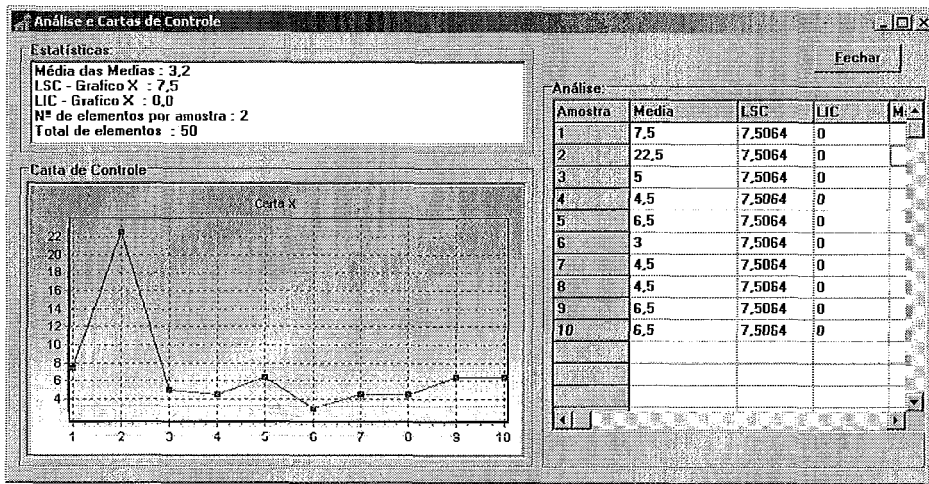 Análise e Cartas de Controle
Estatísticas:
Média das Medias : 3,2
LSC - Grafico X : 7,5
LIC - Grafico X : 0,0
Nº de elementos por amostra : 2
Total de elementos : 50
Fechar
Carta de Controle
Carta X
22
20
18
16
14
12
10
8
6
4
1 2 3 4 5 6 7 8 9 10
Análise:
Amostra Media LSC LIC
1 7,5 7,5064 0
2 22,5 7,5064 0
3 5 7,5064 0
4 4,5 7,5064 0
5 6,5 7,5064 0
6 3 7,5064 0
7 4,5 7,5064 0
8 4,5 7,5064 0
9 6,5 7,5064 0
10 6,5 7,5064 0